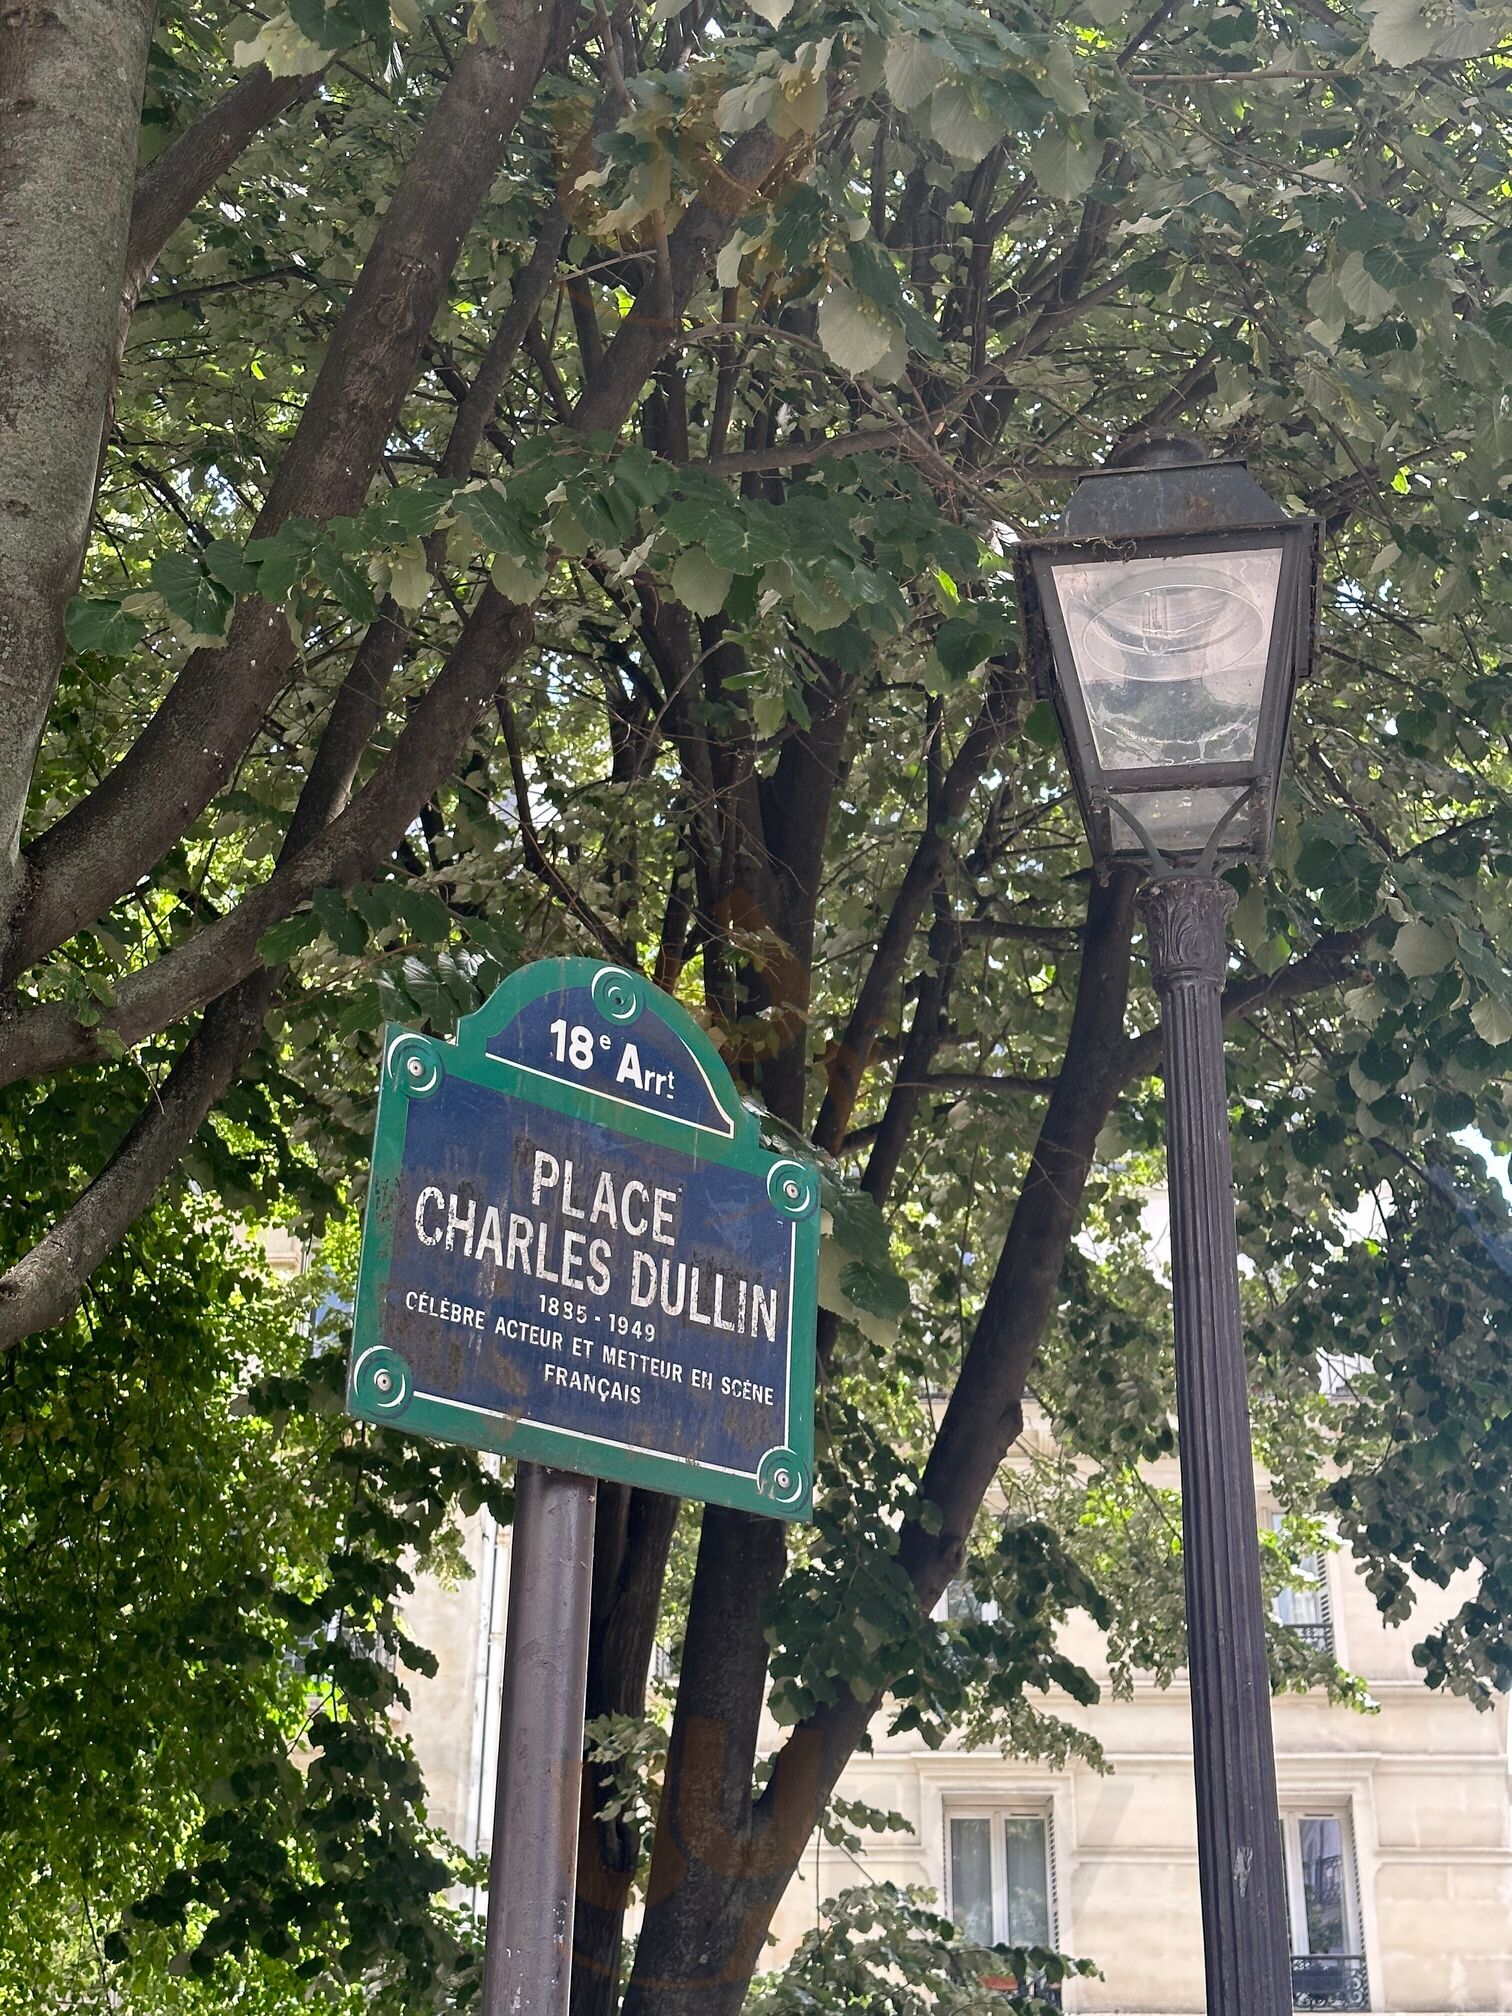 18e Arrt
PLACE
CHARLES DULLIN
1885 - 1949
CÉLÈBRE ACTEUR ET METTEUR EN SCÈNE
FRANÇAIS